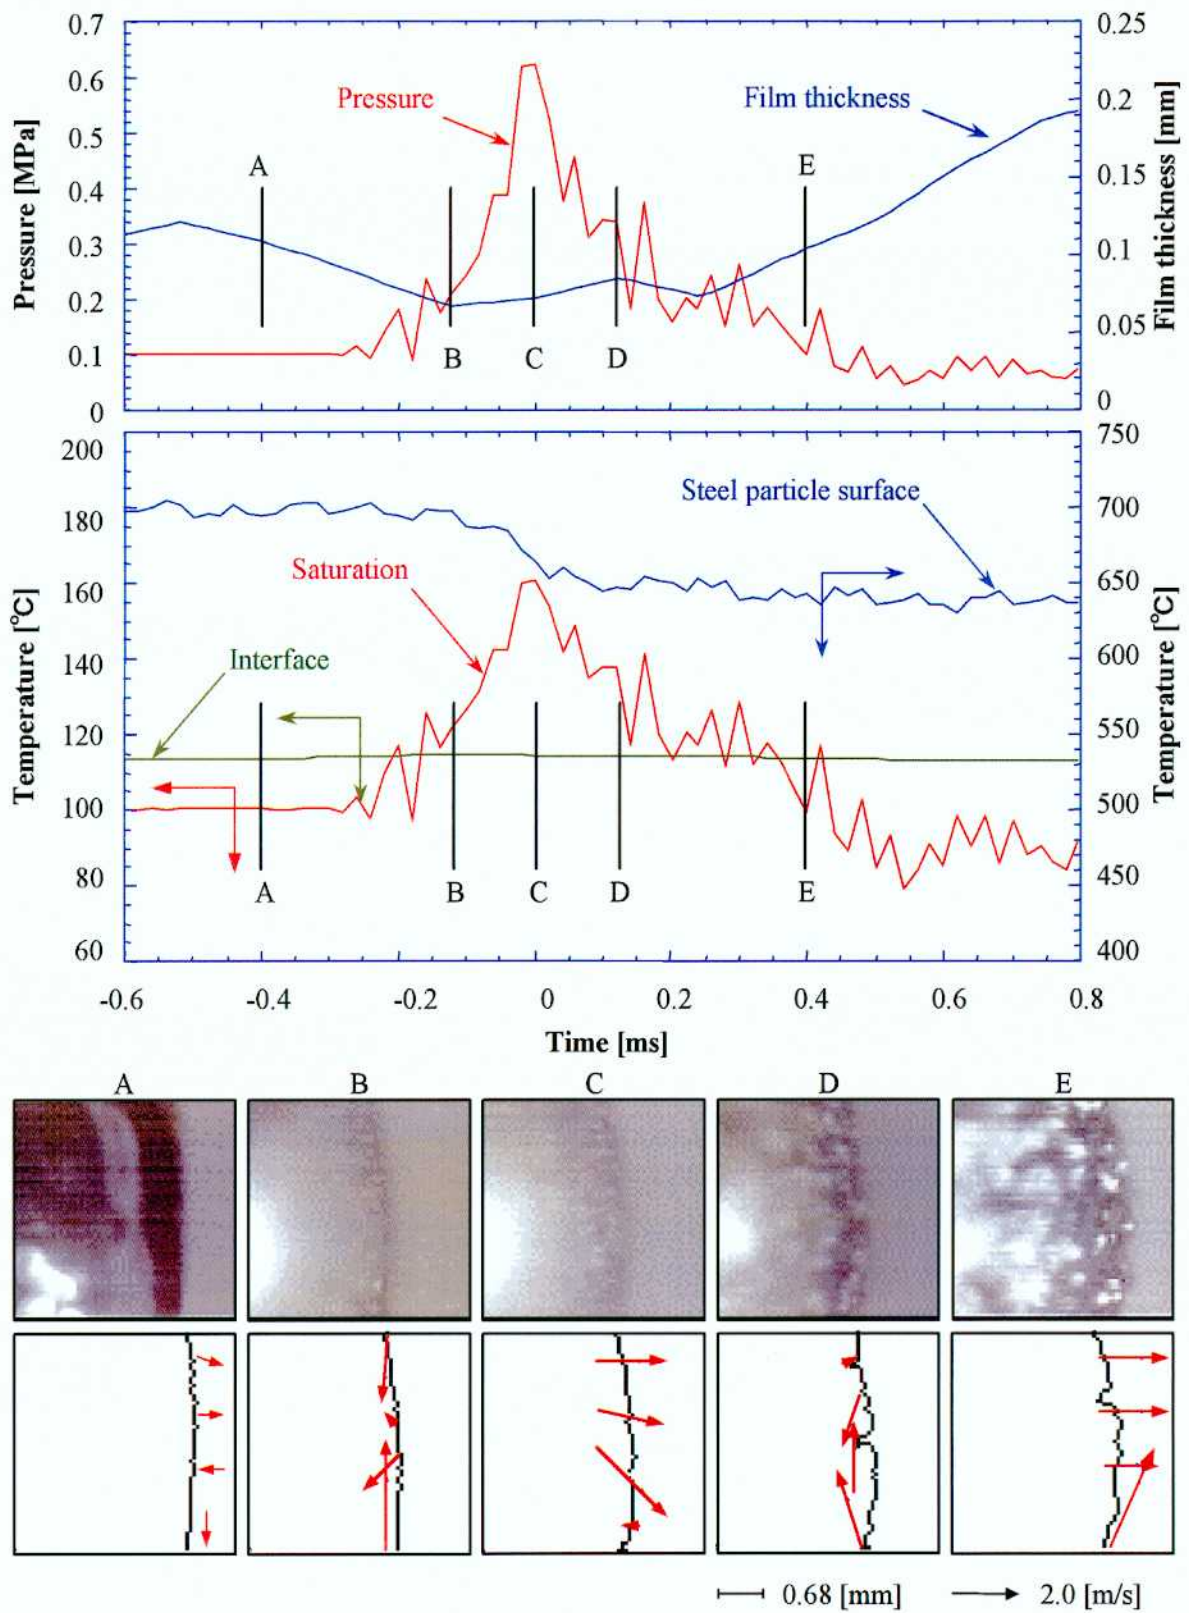 0.7
0.6
0.5
0.4
0.3
0.2
0.1
0
Pressure [MPa]
Pressure
Film thickness
A
B
C
D
E
0.25
0.2
0.15
0.1
0.05
0
Film thickness [mm]
200
180
160
140
120
100
80
60
Temperature [℃]
Steel particle surface
Saturation
Interface
A
B
C
D
E
750
700
650
600
550
500
450
400
Temperature [℃]
-0.6
-0.4
-0.2
0
0.2
0.4
0.6
0.8
Time [ms]
A
B
C
D
E
0.68 [mm]
2.0 [m/s]